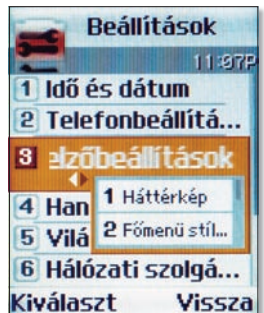 Beállítások
11:07P
1 Idő és dátum
2 Telefonbeállítá...
3 elzőbeállítások
1 Háttérkép
4 Han
2 Főmenü stíl...
5 Vilá
6 Hálózati szolgá...
Kiválaszt Vissza